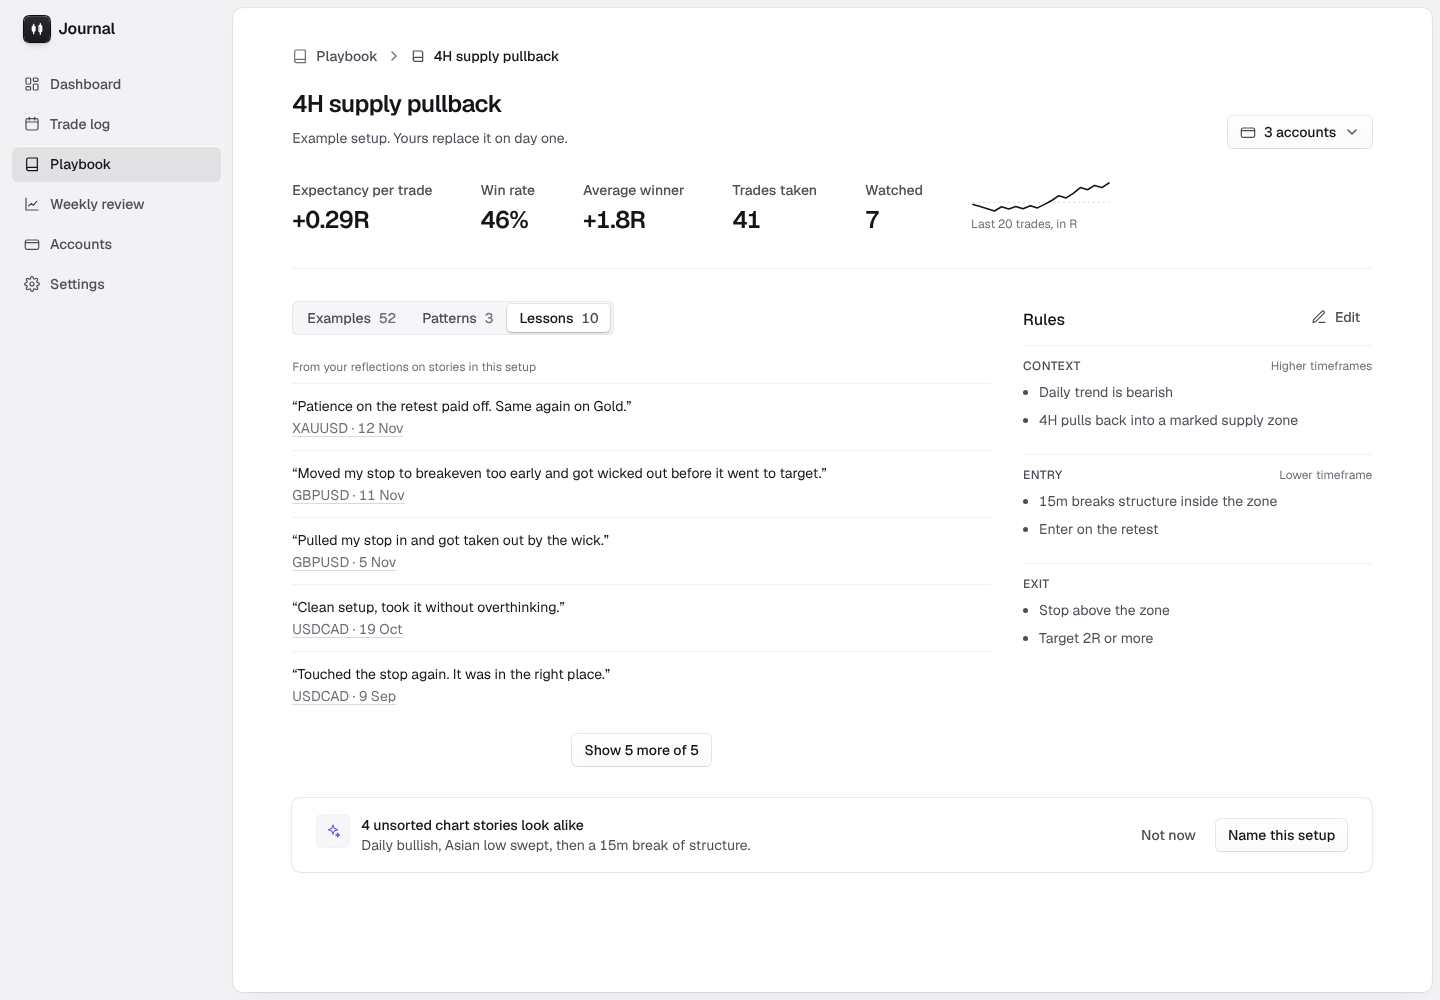 Journal
Dashboard
Trade log
Playbook
Weekly review
Accounts
Settings
Playbook
4H supply pullback
4H supply pullback
Example setup. Yours replace it on day one.
3 accounts
Expectancy per trade
+0.29R
Win rate
46%
Average winner
+1.8R
Trades taken
41
Watched
7
Last 20 trades, in R
Examples 52
Patterns 3
Lessons 10
From your reflections on stories in this setup
“Patience on the retest paid off. Same again on Gold.”
XAUUSD · 12 Nov
“Moved my stop to breakeven too early and got wicked out before it went to target.”
GBPUSD · 11 Nov
“Pulled my stop in and got taken out by the wick.”
GBPUSD · 5 Nov
“Clean setup, took it without overthinking.”
USDCAD · 19 Oct
“Touched the stop again. It was in the right place.”
USDCAD · 9 Sep
Show 5 more of 5
Rules
Edit
CONTEXT
Higher timeframes
Daily trend is bearish
4H pulls back into a marked supply zone
ENTRY
Lower timeframe
15m breaks structure inside the zone
Enter on the retest
EXIT
Stop above the zone
Target 2R or more
4 unsorted chart stories look alike
Daily bullish, Asian low swept, then a 15m break of structure.
Not now
Name this setup